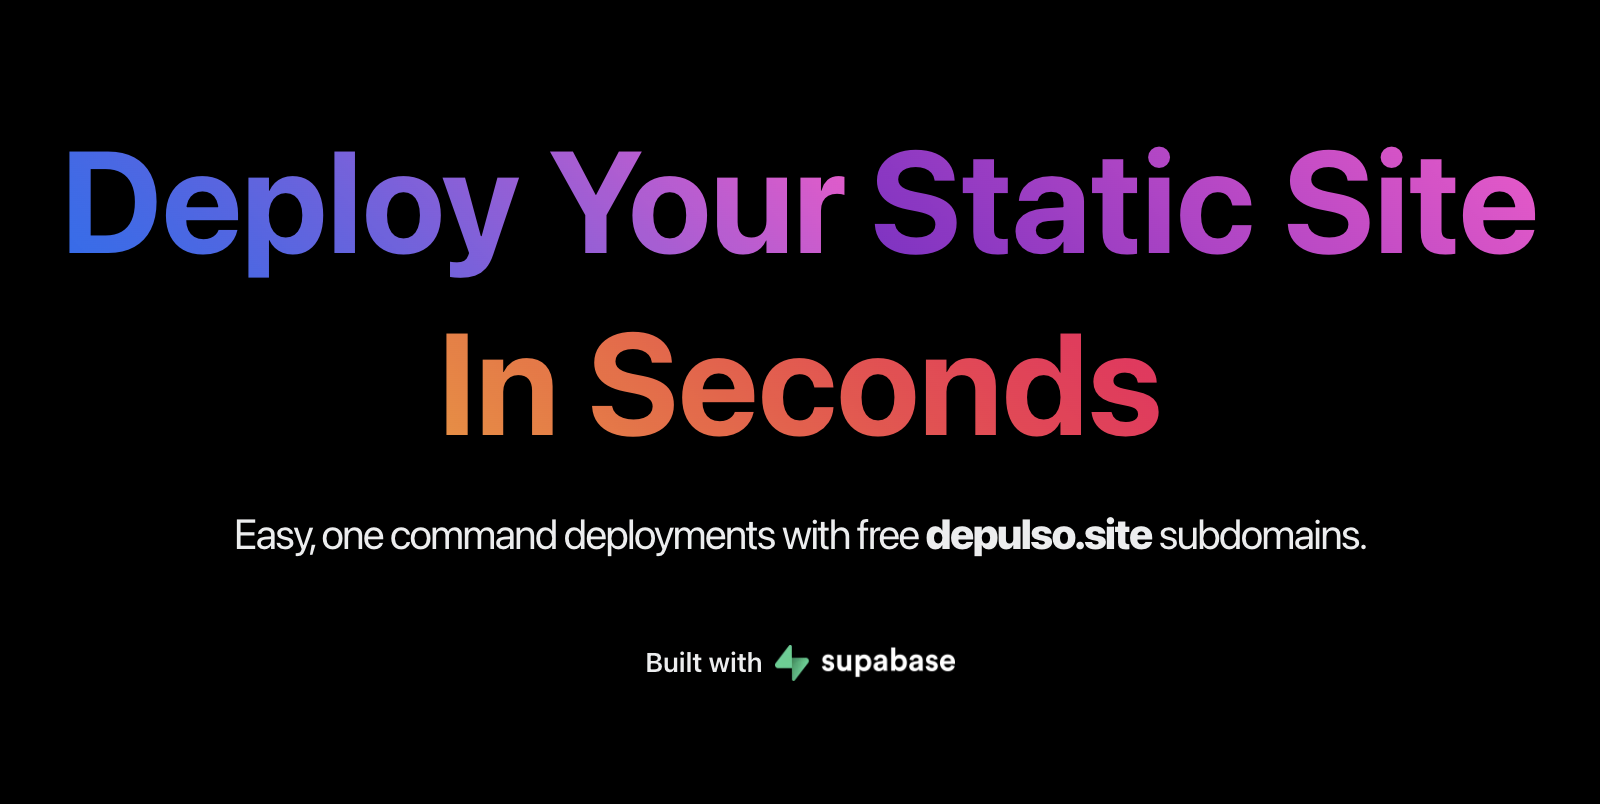 Deploy Your Static Site
In Seconds
Easy, one command deployments with free depulso.site subdomains.
Built with supabase